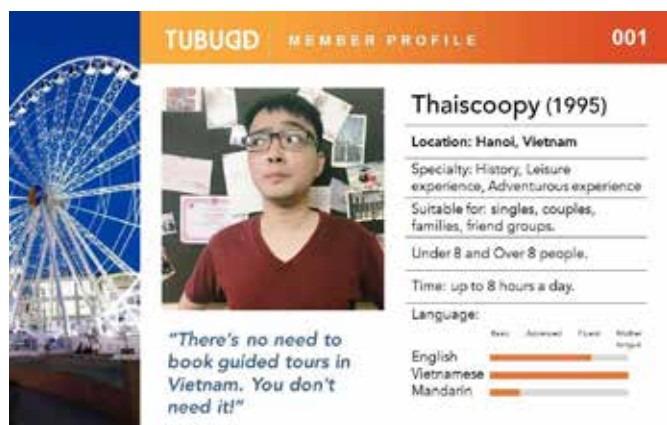 TUBUDD MEMBER PROFILE 001
Thaiscoopy (1995)
Location: Hanoi, Vietnam
Specialty: History, Leisure
experience, Adventurous experience
Suitable for: singles, couples,
families, friend groups.
Under 8 and Over 8 people.
Time: up to 8 hours a day.
Language:
Basic Advanced Fluent Mother
tongue
English
Vietnamese
Mandarin
"There's no need to
book guided tours in
Vietnam. You don't
need it!"